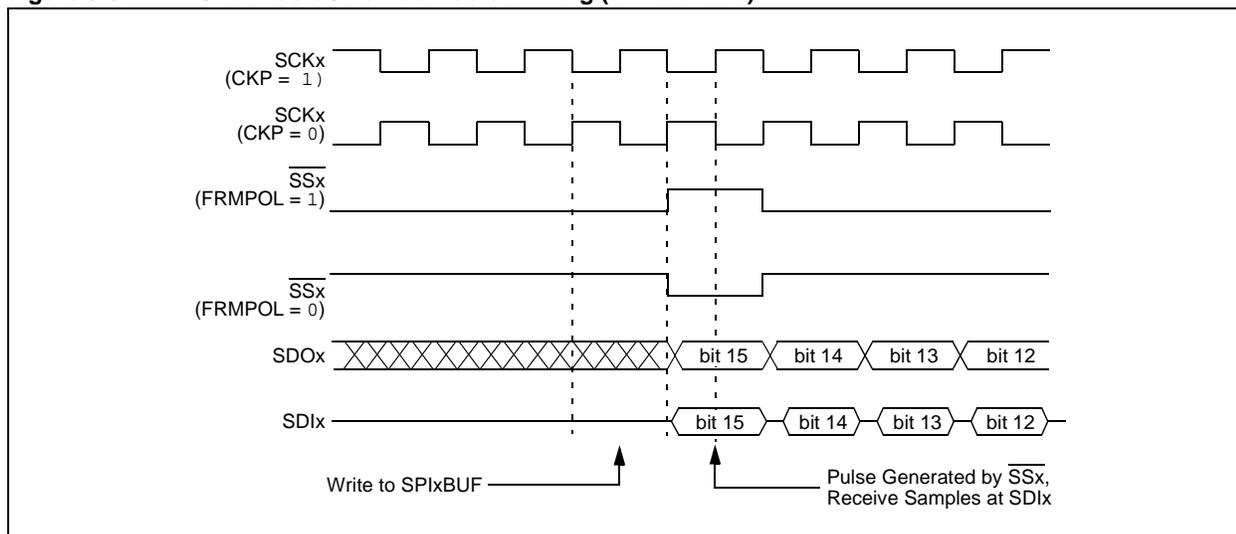 SCKx
(CKP = 1)
SCKx
(CKP = 0)
SSx
(FRMPOL = 1)
SSx
(FRMPOL = 0)
SDOx
bit 15 bit 14 bit 13 bit 12
SDIx
bit 15 bit 14 bit 13 bit 12
Write to SPIxBUF
Pulse Generated by SSx,
Receive Samples at SDIx